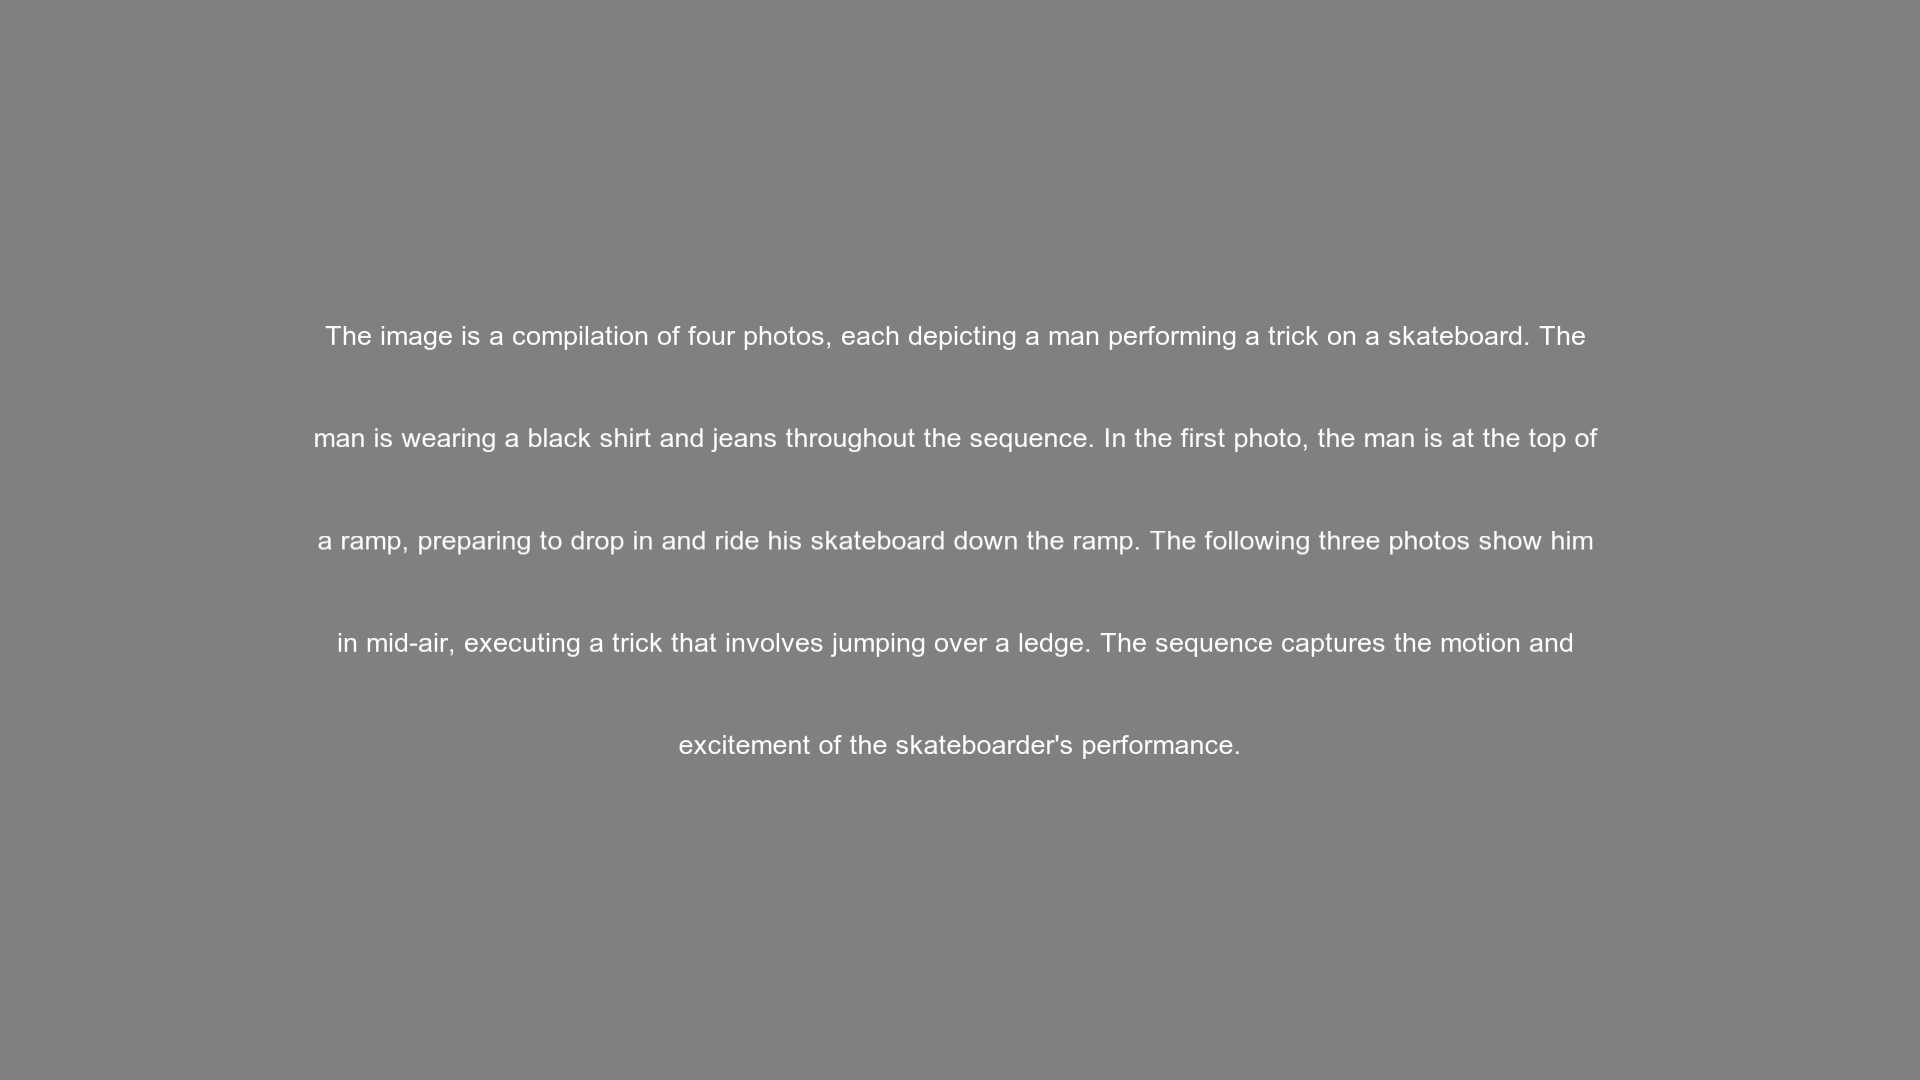 The image is a compilation of four photos, each depicting a man performing a trick on a skateboard. The
man is wearing a black shirt and jeans throughout the sequence. In the first photo, the man is at the top of
a ramp, preparing to drop in and ride his skateboard down the ramp. The following three photos show him
in mid-air, executing a trick that involves jumping over a ledge. The sequence captures the motion and
excitement of the skateboarder's performance.